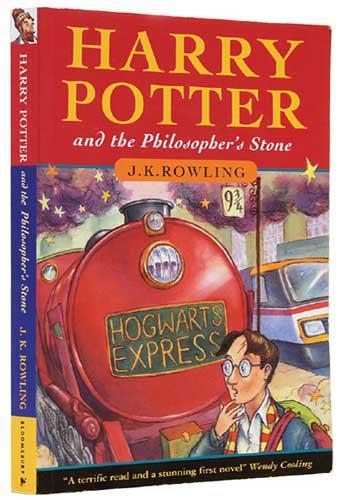 HARRY
POTTER
and the Philosopher's Stone
J.K.ROWLING
9¾
HOGWARTS
EXPRESS
"A terrific read and a stunning first novel" Wendy Cooling
HARRY POTTER
and the Philosopher's Stone
J.K.ROWLING
BLOOMSBURY